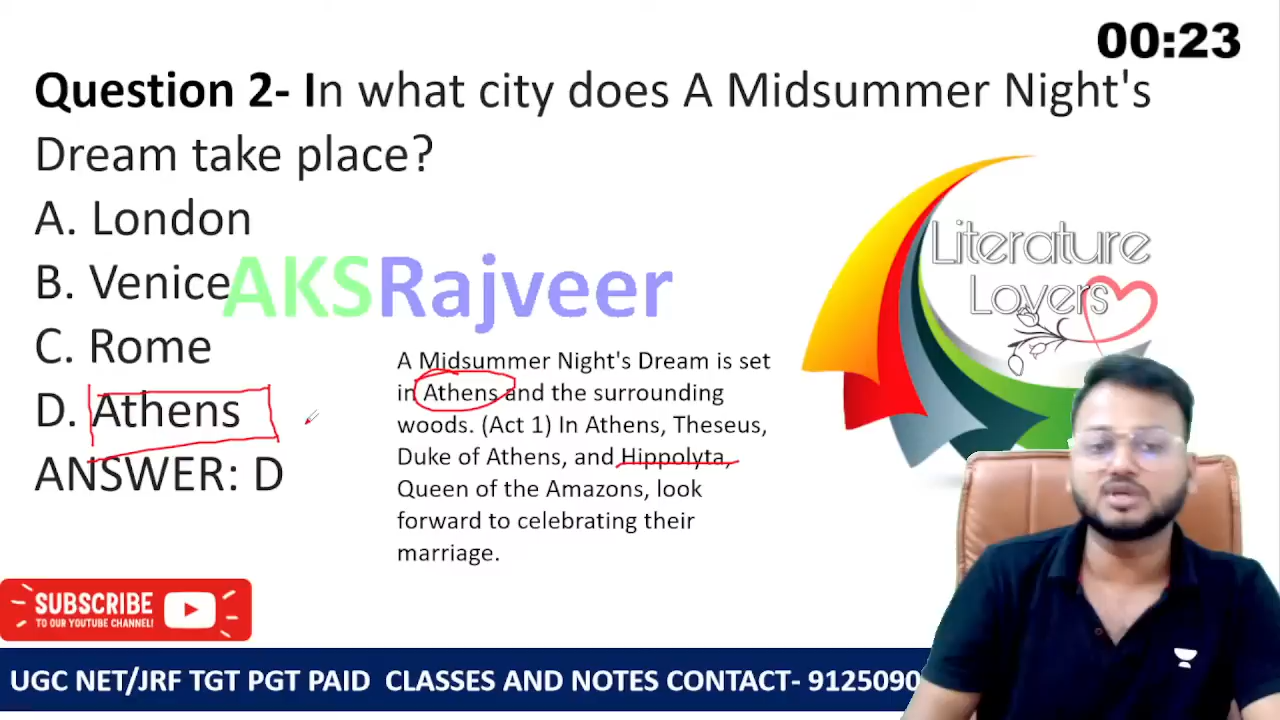 00:23
Question 2- In what city does A Midsummer Night's
Dream take place?
A. London
B. Venice
C. Rome
D. Athens
ANSWER: D
AKSRajveer
Literature
Lovers
A Midsummer Night's Dream is set
in Athens and the surrounding
woods. (Act 1) In Athens, Theseus,
Duke of Athens, and Hippolyta,
Queen of the Amazons, look
forward to celebrating their
marriage.
SUBSCRIBE
TO OUR YOUTUBE CHANNEL!
UGC NET/JRF TGT PGT PAID CLASSES AND NOTES CONTACT- 9125090